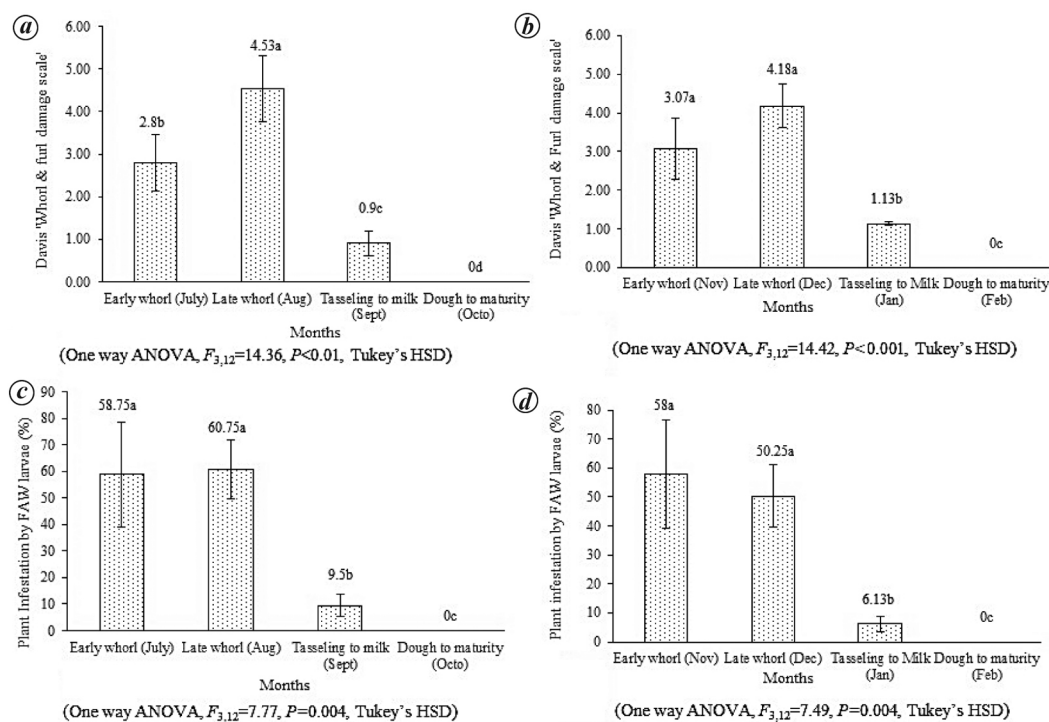 a
Davis 'Whorl & furl damage scale'
6.00
5.00
4.00
3.00
2.00
1.00
0.00
2.8b
4.53a
0.9c
0d
Early whorl (July) Late whorl (Aug) Tasseling to milk Dough to maturity
(Sept) (Octo)
Months
(One way ANOVA, F3,12=14.36, P<0.01, Tukey's HSD)
b
Davis 'Whorl & Furl damage scale'
6.00
5.00
4.00
3.00
2.00
1.00
0.00
3.07a
4.18a
1.13b
0c
Early whorl (Nov) Late whorl (Dec) Tasseling to Milk Dough to maturity
(Jan) (Feb)
Months
(One way ANOVA, F3,12=14.42, P<0.001, Tukey's HSD)
c
Plant Infestation by FAW larvae (%)
90
80
70
60
50
40
30
20
10
0
58.75a
60.75a
9.5b
0c
Early whorl (July) Late whorl (Aug) Tasseling to milk Dough to maturity
(Sept) (Octo)
Months
(One way ANOVA, F3,12=7.77, P=0.004, Tukey's HSD)
d
Plant infestation by FAW larvae (%)
80
70
60
50
40
30
20
10
0
58a
50.25a
6.13b
0c
Early whorl (Nov) Late whorl (Dec) Tasseling to Milk Dough to maturity
(Jan) (Feb)
Months
(One way ANOVA, F3,12=7.49, P=0.004, Tukey's HSD)